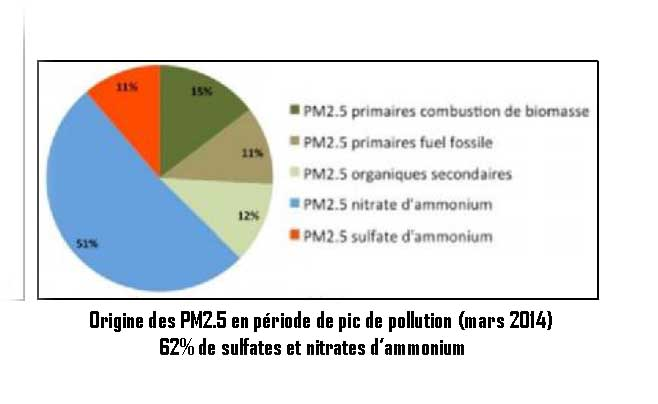 11%
15%
11%
12%
51%
PM2.5 primaires combustion de biomasse
PM2.5 primaires fuel fossile
PM2.5 organiques secondaires
PM2.5 nitrate d'ammonium
PM2.5 sulfate d'ammonium
Origine des PM2.5 en période de pic de pollution (mars 2014)
62% de sulfates et nitrates d'ammonium